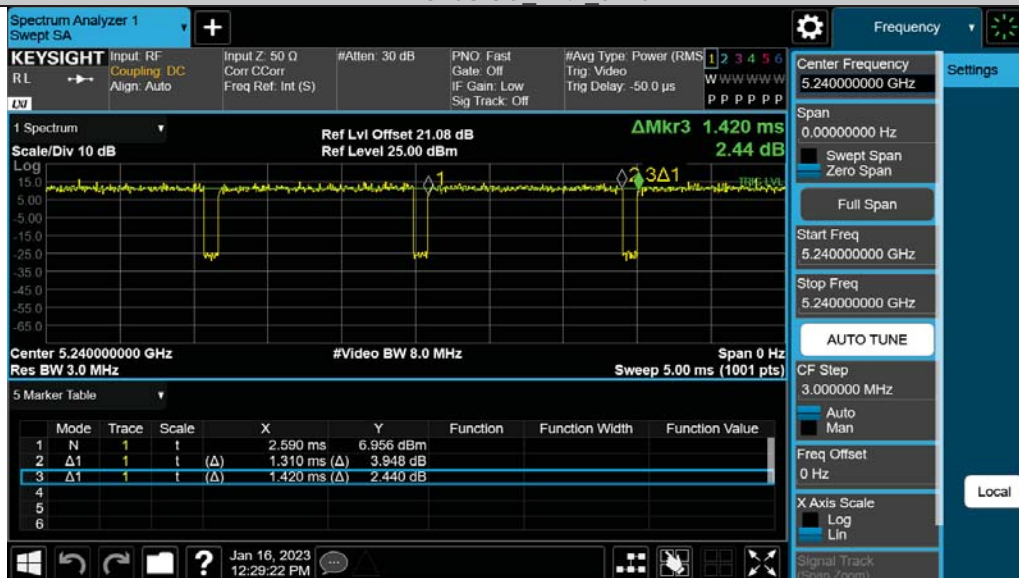 Spectrum Analyzer 1
Swept SA
Frequency
KEYSIGHT
RL
LXI
Input: RF
Coupling: DC
Align: Auto
Input Z: 50 Ω
Corr CCorr
Freq Ref: Int (S)
#Atten: 30 dB
PNO: Fast
Gate: Off
IF Gain: Low
Sig Track: Off
#Avg Type: Power (RMS
Trig: Video
Trig Delay: -50.0 µs
1 2 3 4 5 6
W W W W W W
P P P P P P
1 Spectrum
Scale/Div 10 dB
Ref Lvl Offset 21.08 dB
Ref Level 25.00 dBm
ΔMkr3 1.420 ms
2.44 dB
Log
15.0
5.00
-5.00
-15.0
-25.0
-35.0
-45.0
-55.0
-65.0
1
2
3Δ1
TRIG LVL
Center 5.240000000 GHz
#Video BW 8.0 MHz
Span 0 Hz
Res BW 3.0 MHz
Sweep 5.00 ms (1001 pts)
5 Marker Table
Mode Trace Scale X Y Function Function Width Function Value
1 N 1 t 2.590 ms 6.956 dBm
2 Δ1 1 t (Δ) 1.310 ms (Δ) 3.948 dB
3 Δ1 1 t (Δ) 1.420 ms (Δ) 2.440 dB
4
5
6
Jan 16, 2023
12:29:22 PM
?
Center Frequency
5.240000000 GHz
Span
0.00000000 Hz
Swept Span
Zero Span
Full Span
Start Freq
5.240000000 GHz
Stop Freq
5.240000000 GHz
AUTO TUNE
CF Step
3.000000 MHz
Auto
Man
Freq Offset
0 Hz
X Axis Scale
Log
Lin
Signal Track
(Span Zoom)
Settings
Local